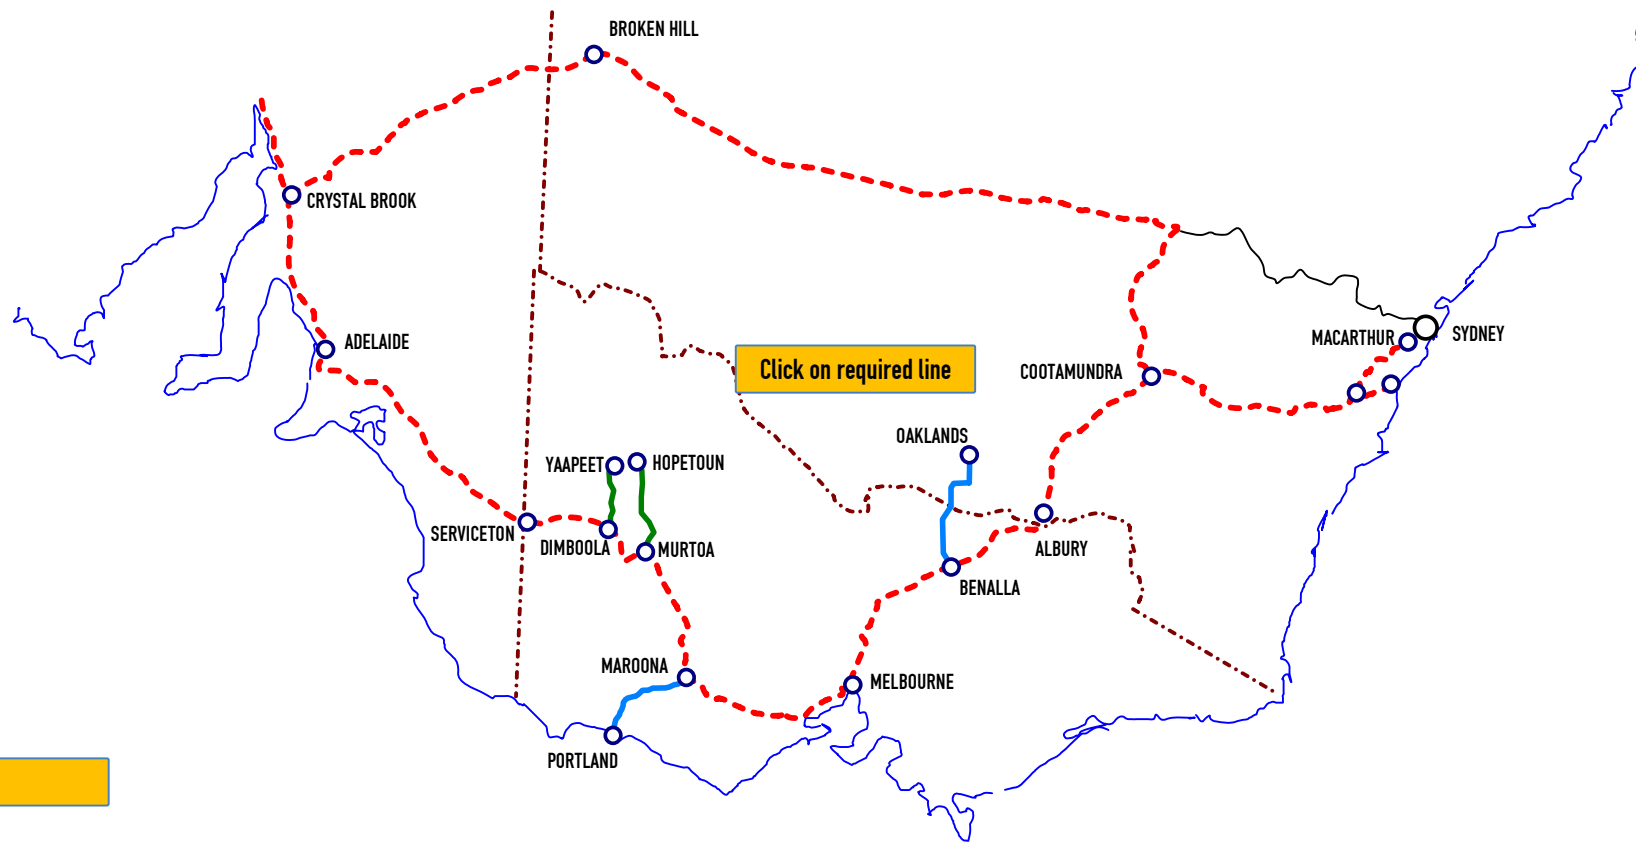 BROKEN HILL
CRYSTAL BROOK
MACARTHUR
SYDNEY
ADELAIDE
Click on required line
COOTAMUNDRA
OAKLANDS
YAAPEET
HOPETOUN
SERVICETON
DIMBOOLA
MURTOA
ALBURY
BENALLA
MAROONA
MELBOURNE
PORTLAND